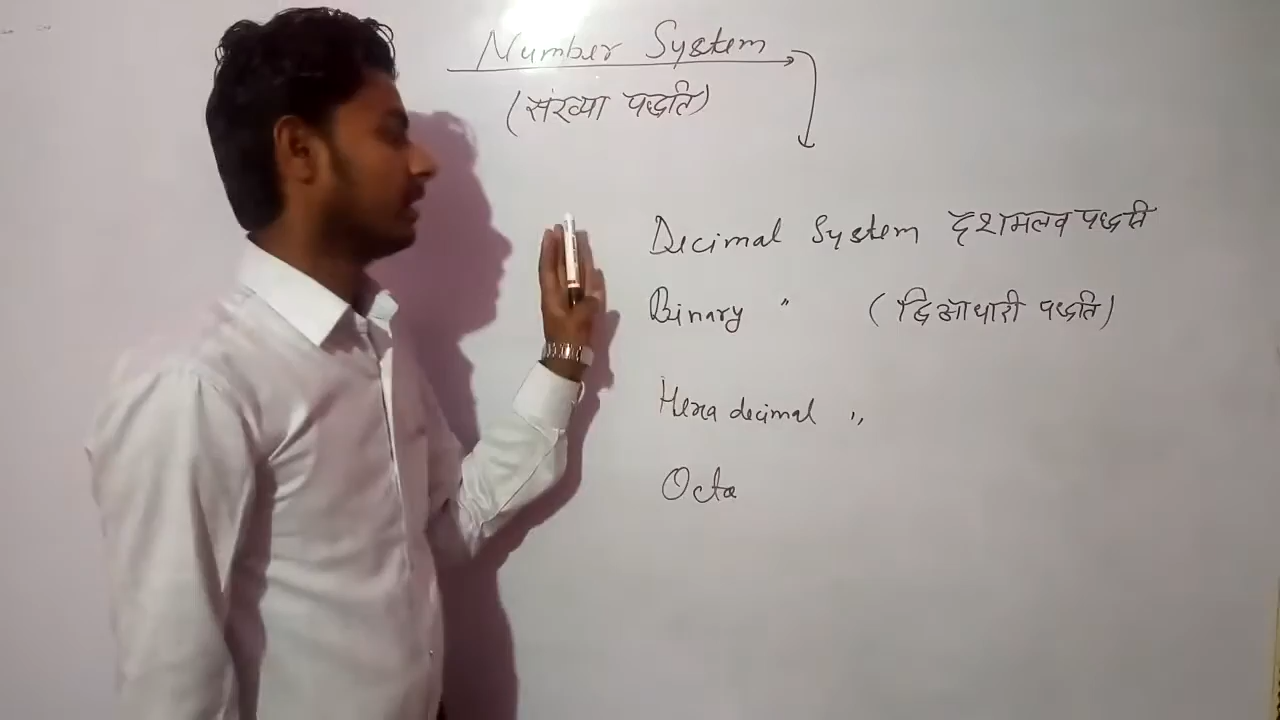 Number System
(संख्या पद्धति)
Decimal System दशमलव पद्धति
Binary " (द्विआधारी पद्धति)
Hexa decimal "
Octa